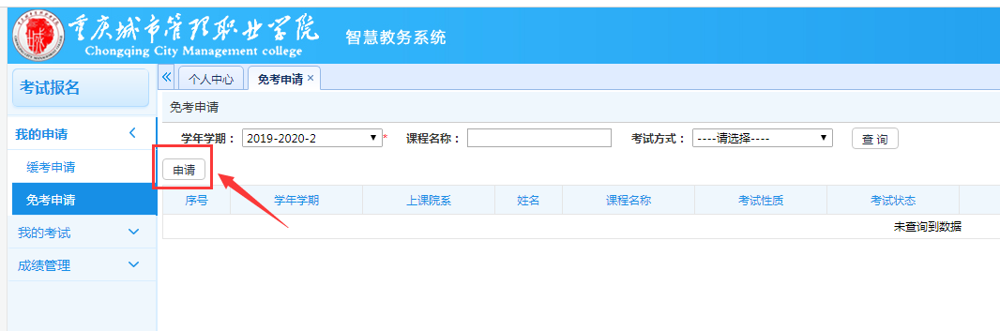 重庆城市管理职业学院
Chongqing City Management college
智慧教务系统
考试报名
个人中心 免考申请 ×
我的申请
缓考申请
免考申请
我的考试
成绩管理
免考申请
学年学期： 2019-2020-2 * 课程名称： 考试方式： ----请选择---- 查 询
申请
序号 学年学期 上课院系 姓名 课程名称 考试性质 考试状态
未查询到数据